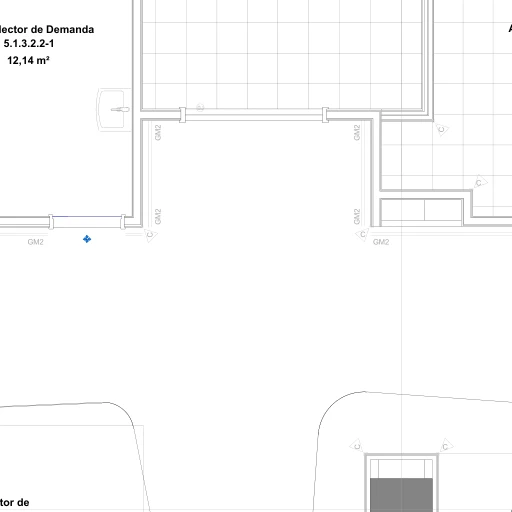 lector de Demanda
5.1.3.2.2-1
12,14 m²
A
GM2
GM2
GM2
GM2
C
C
GM2
C
C
GM2
C
C
tor de